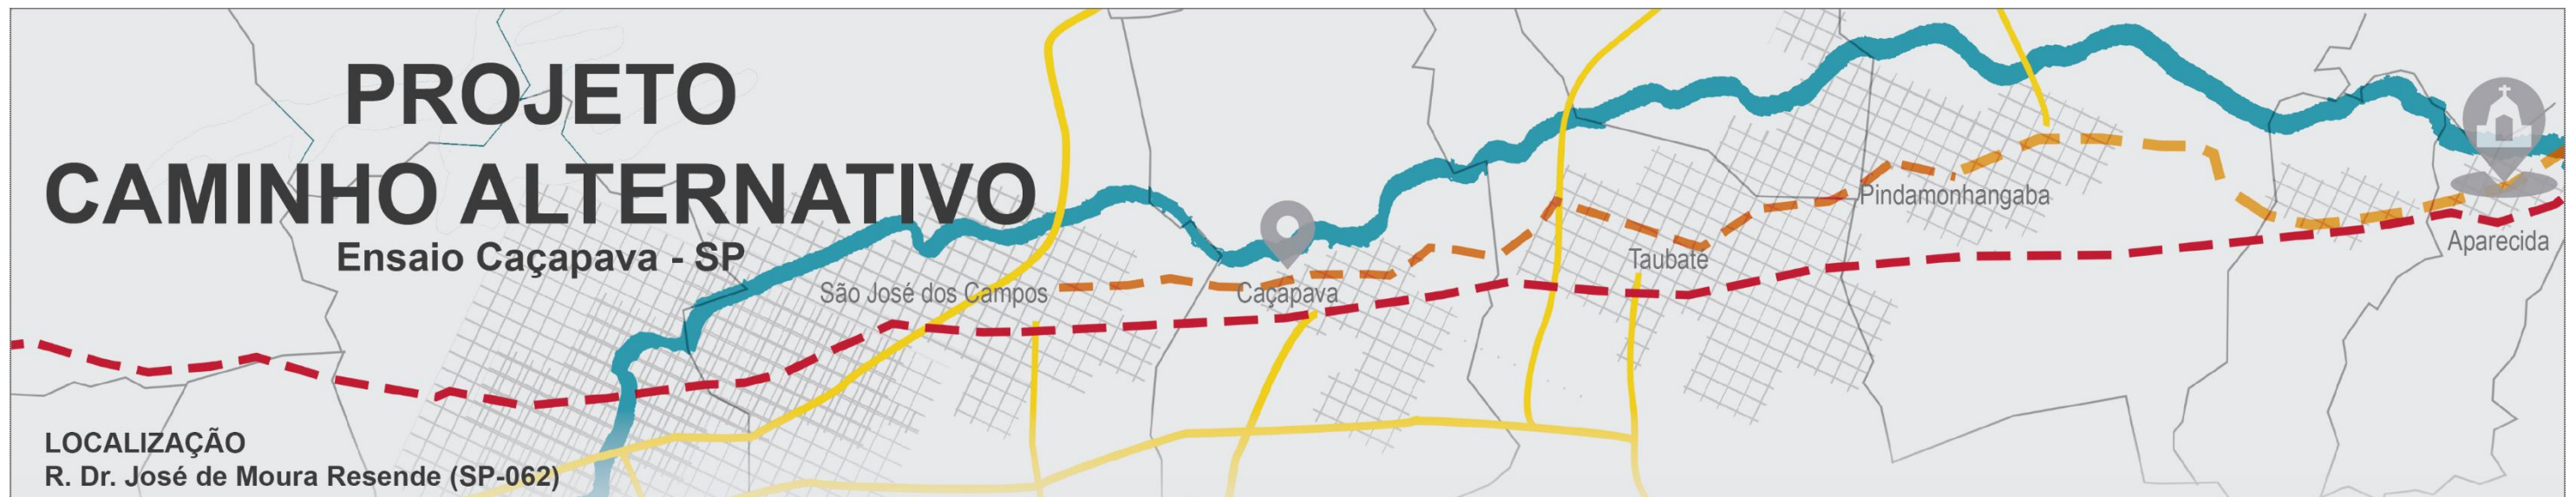 PROJETO
CAMINHO ALTERNATIVO
Ensaio Caçapava - SP
São José dos Campos
Caçapava
Taubaté
Pindamonhangaba
Aparecida
LOCALIZAÇÃO
R. Dr. José de Moura Resende (SP-062)